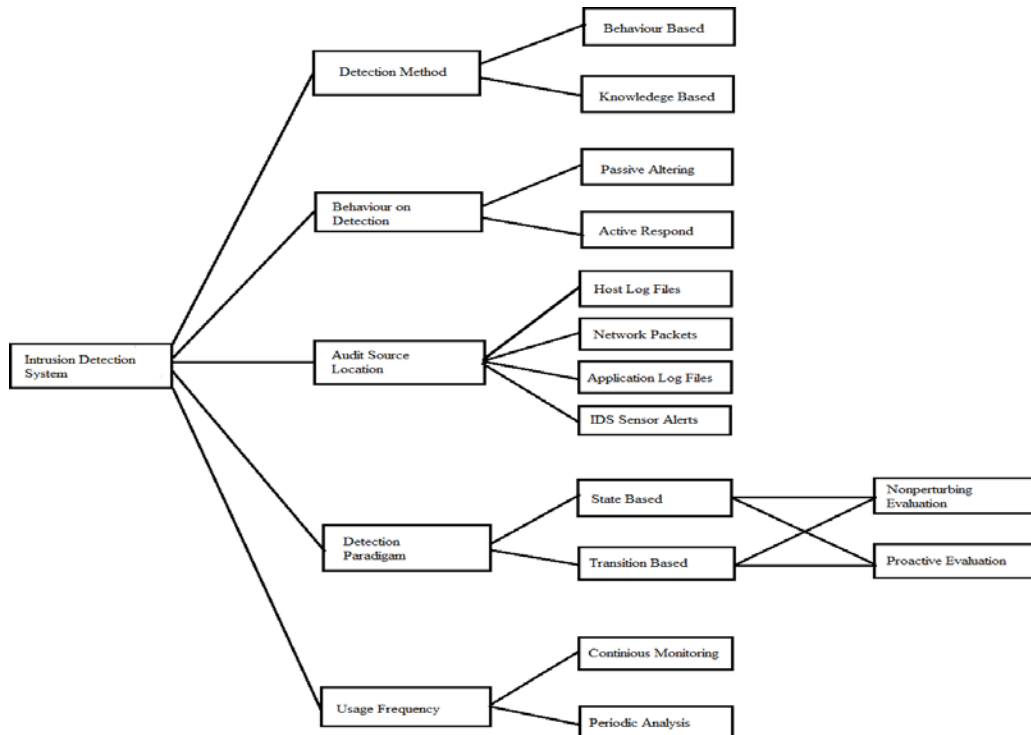 Behaviour Based
Detection Method
Knowledege Based
Passive Altering
Behaviour on
Detection
Active Respond
Host Log Files
Network Packets
Intrusion Detection
System
Audit Source
Location
Application Log Files
IDS Sensor Alerts
State Based
Nonperturbing
Evaluation
Detection
Paradigam
Transition Based
Proactive Evaluation
Continious Monitoring
Usage Frequency
Periodic Analysis